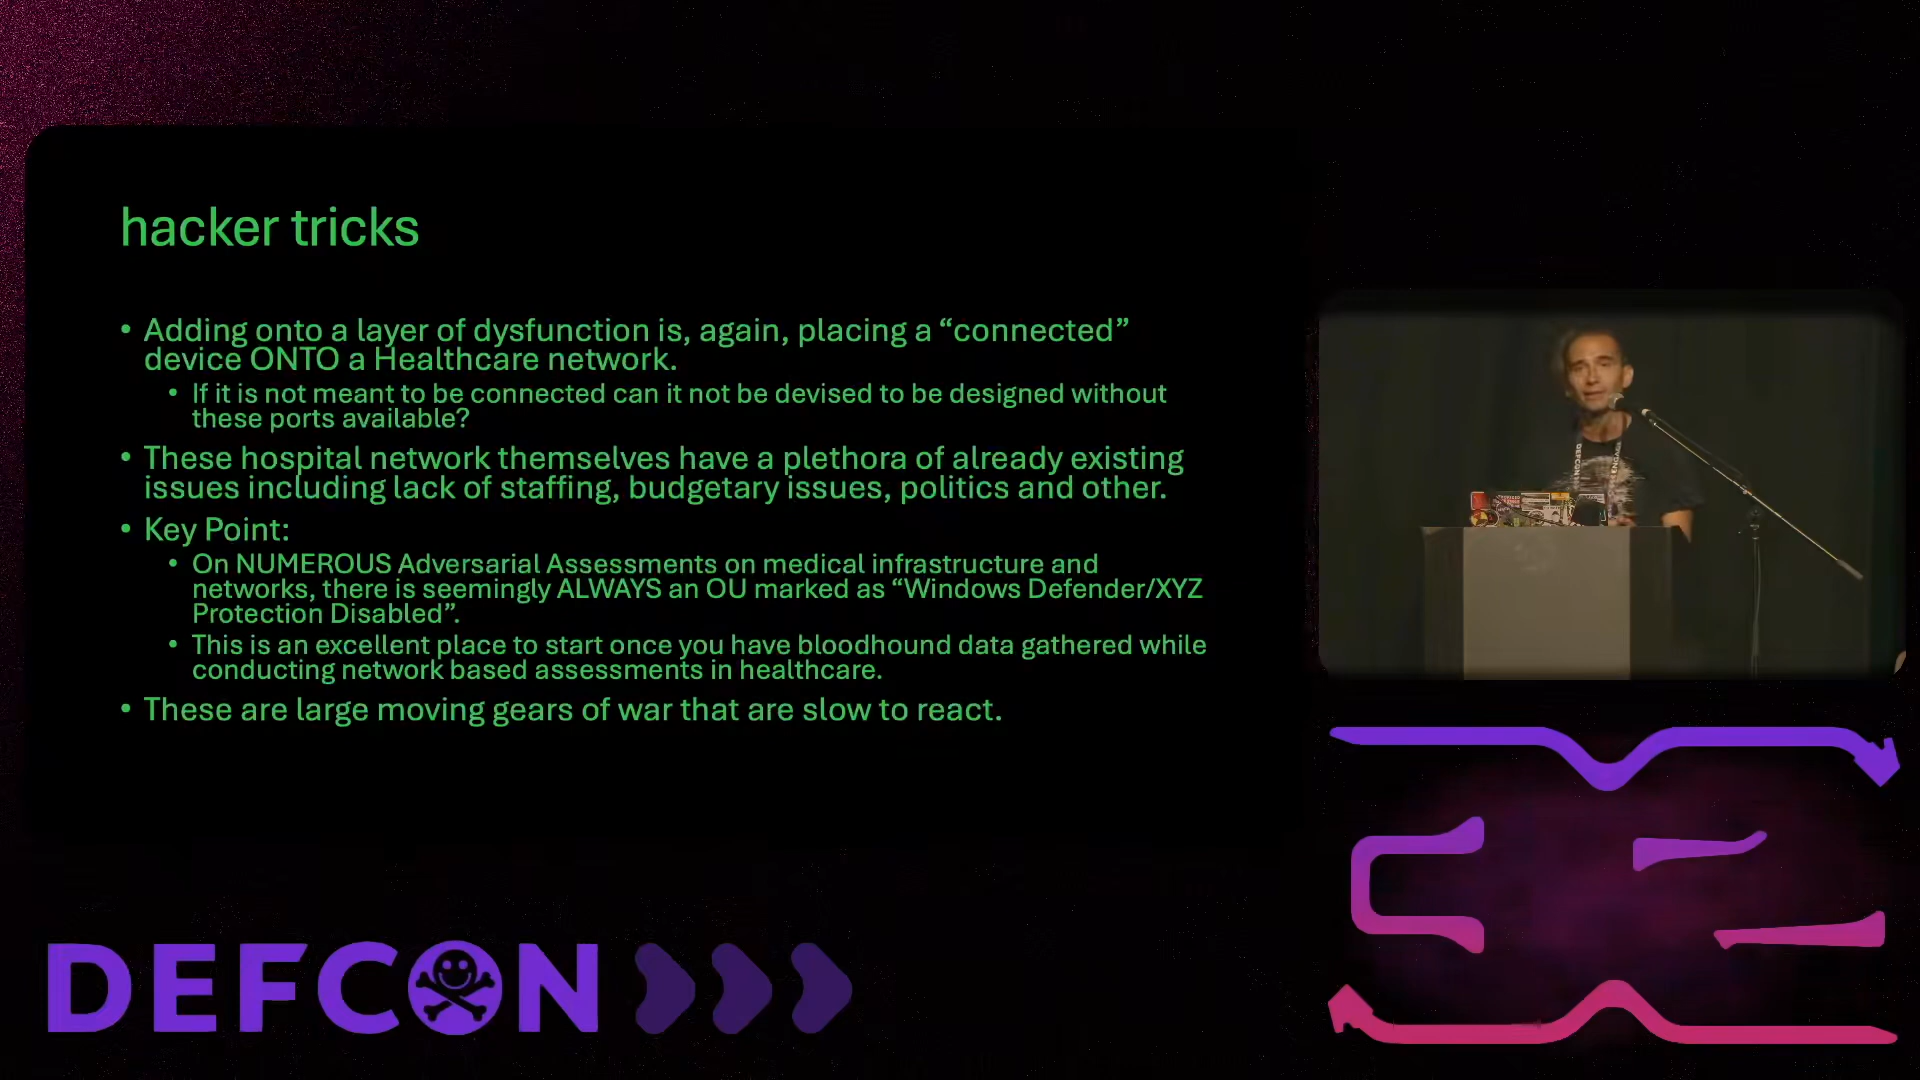 hacker tricks
• Adding onto a layer of dysfunction is, again, placing a “connected”
device ONTO a Healthcare network.
• If it is not meant to be connected can it not be devised to be designed without
these ports available?
• These hospital network themselves have a plethora of already existing
issues including lack of staffing, budgetary issues, politics and other.
• Key Point:
• On NUMEROUS Adversarial Assessments on medical infrastructure and
networks, there is seemingly ALWAYS an OU marked as “Windows Defender/XYZ
Protection Disabled”.
• This is an excellent place to start once you have bloodhound data gathered while
conducting network based assessments in healthcare.
• These are large moving gears of war that are slow to react.
DEFCON